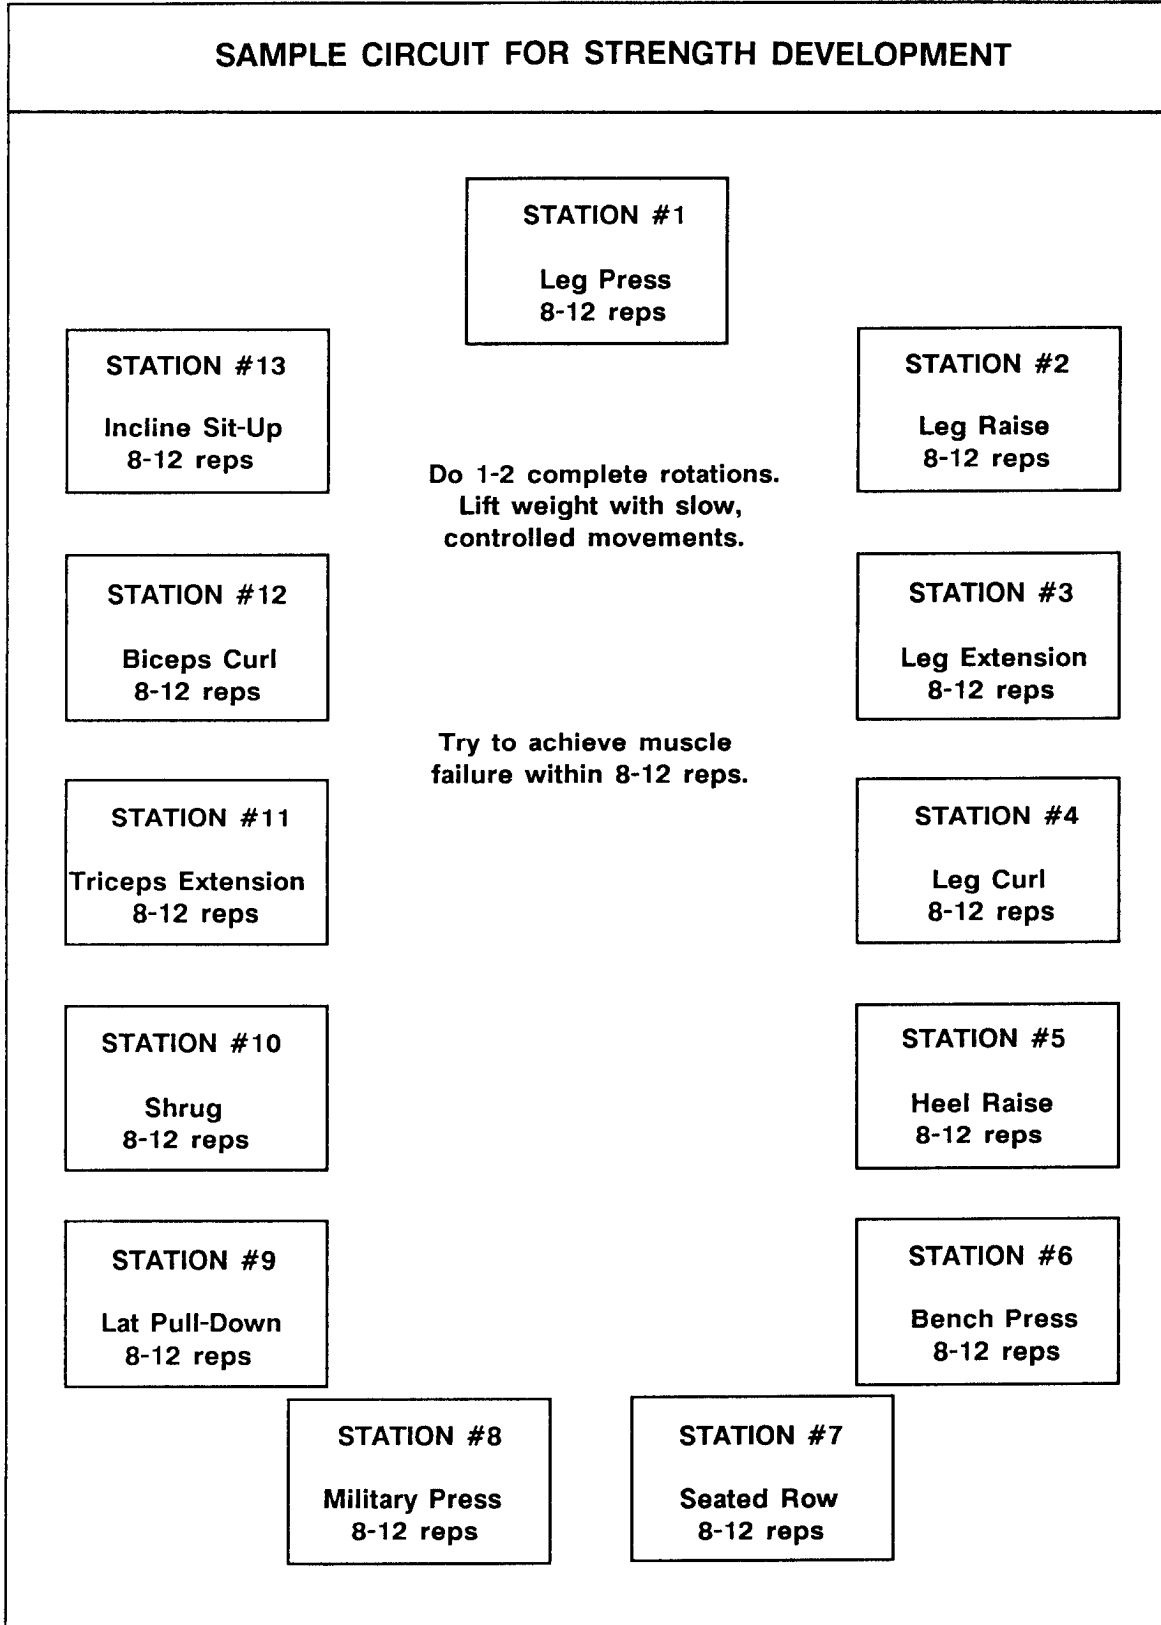 SAMPLE CIRCUIT FOR STRENGTH DEVELOPMENT
STATION #1
Leg Press
8-12 reps
STATION #2
Leg Raise
8-12 reps
STATION #3
Leg Extension
8-12 reps
STATION #4
Leg Curl
8-12 reps
STATION #5
Heel Raise
8-12 reps
STATION #6
Bench Press
8-12 reps
STATION #7
Seated Row
8-12 reps
STATION #8
Military Press
8-12 reps
STATION #9
Lat Pull-Down
8-12 reps
STATION #10
Shrug
8-12 reps
STATION #11
Triceps Extension
8-12 reps
STATION #12
Biceps Curl
8-12 reps
STATION #13
Incline Sit-Up
8-12 reps
Do 1-2 complete rotations.
Lift weight with slow,
controlled movements.
Try to achieve muscle
failure within 8-12 reps.